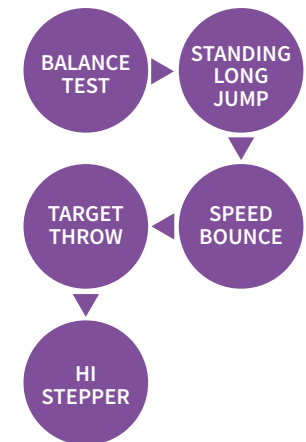 BALANCE
TEST
STANDING
LONG
JUMP
SPEED
BOUNCE
TARGET
THROW
HI
STEPPER